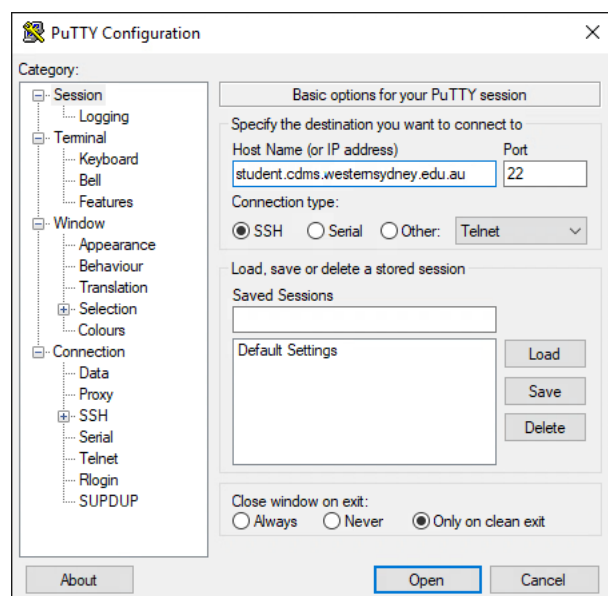 PuTTY Configuration
Category:
Session
Logging
Terminal
Keyboard
Bell
Features
Window
Appearance
Behaviour
Translation
Selection
Colours
Connection
Data
Proxy
SSH
Serial
Telnet
Rlogin
SUPDUP
Basic options for your PuTTY session
Specify the destination you want to connect to
Host Name (or IP address) Port
student.cdms.westernsydney.edu.au 22
Connection type:
SSH Serial Other: Telnet
Load, save or delete a stored session
Saved Sessions
Default Settings
Load
Save
Delete
Close window on exit:
Always Never Only on clean exit
About Open Cancel